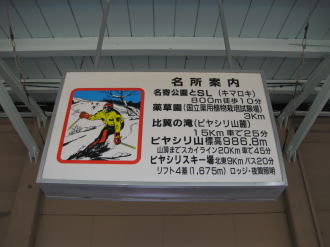 名所案内
名寄公園とSL(キマロキ)
800m徒歩10分
薬草園(国立薬用植物栽培試験場)
3Km
比翼の滝(ピヤシリ山麓)
15Km車で25分
ピヤシリ山標高986.8m
山頂までスカイライン20Km車で45分
ピヤシリスキー場北東9Kmバス20分
リフト4基(1,675m)ロッジ・夜間照明